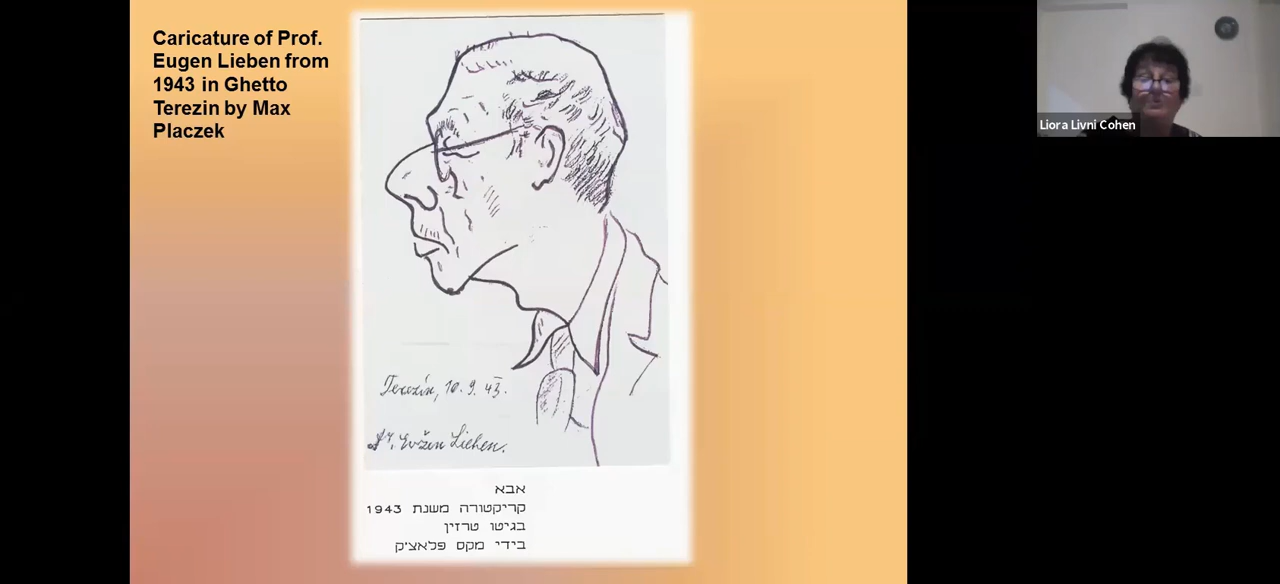 Caricature of Prof.
Eugen Lieben from
1943 in Ghetto
Terezin by Max
Placzek
Liora Livni Cohen
Terezín, 10. 9. 43.
Dr. Evžen Lieben.
אבא
קריקטורה משנת 1943
בגיטו טרזין
בידי מקס פלאצ'ק